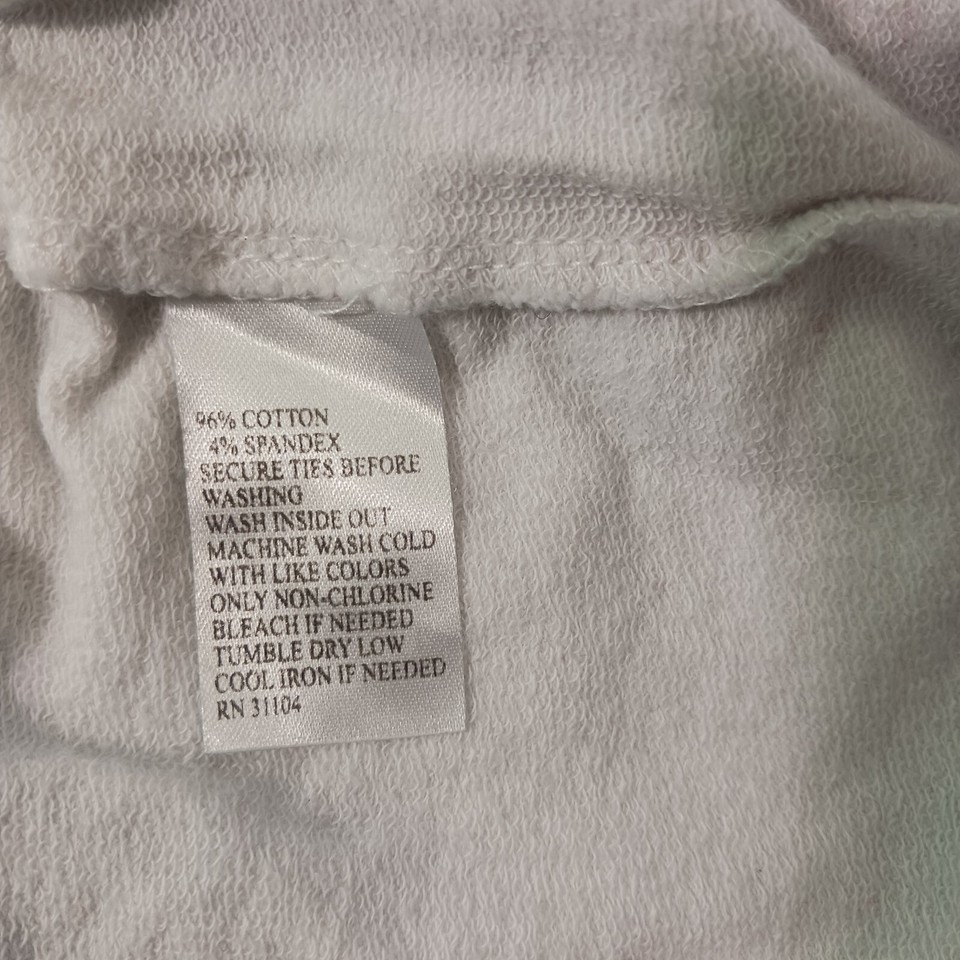 96% COTTON
4% SPANDEX
SECURE TIES BEFORE
WASHING
WASH INSIDE OUT
MACHINE WASH COLD
WITH LIKE COLORS
ONLY NON-CHLORINE
BLEACH IF NEEDED
TUMBLE DRY LOW
COOL IRON IF NEEDED
RN 31104